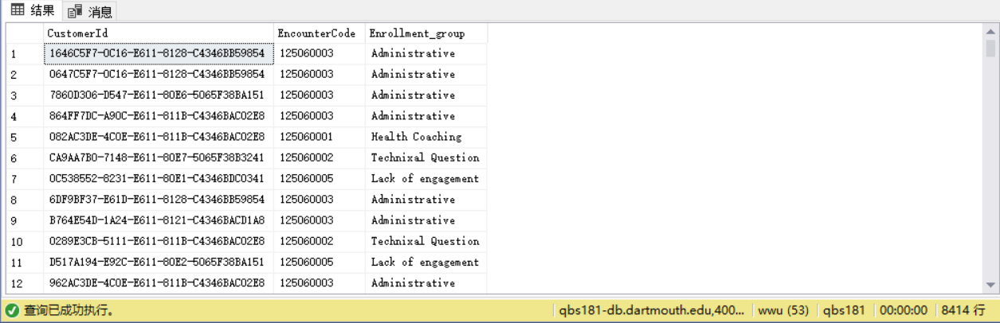 结果 消息
CustomerId EncounterCode Enrollment_group
1 1646C5F7-0C16-E611-8128-C4346BB59854 125060003 Administrative
2 0647C5F7-0C16-E611-8128-C4346BB59854 125060003 Administrative
3 7860D306-D547-E611-80E6-5065F38BA151 125060003 Administrative
4 864FF7DC-A90C-E611-811B-C4346BAC02E8 125060003 Administrative
5 082AC3DE-4C0E-E611-811B-C4346BAC02E8 125060001 Health Coaching
6 CA9AA7B0-7148-E611-80E7-5065F38B3241 125060002 Technixal Question
7 0C538552-8231-E611-80E1-C4346BDC0341 125060005 Lack of engagement
8 6DF9BF37-E61D-E611-8128-C4346BB59854 125060003 Administrative
9 B764E54D-1A24-E611-8121-C4346BACD1A8 125060003 Administrative
10 0289E3CB-5111-E611-811B-C4346BAC02E8 125060002 Technixal Question
11 D517A194-E92C-E611-80E2-5065F38BA151 125060005 Lack of engagement
12 962AC3DE-4C0E-E611-811B-C4346BAC02E8 125060003 Administrative
查询已成功执行。 qbs181-db.dartmouth.edu,400... wwu (53) qbs181 00:00:00 8414 行